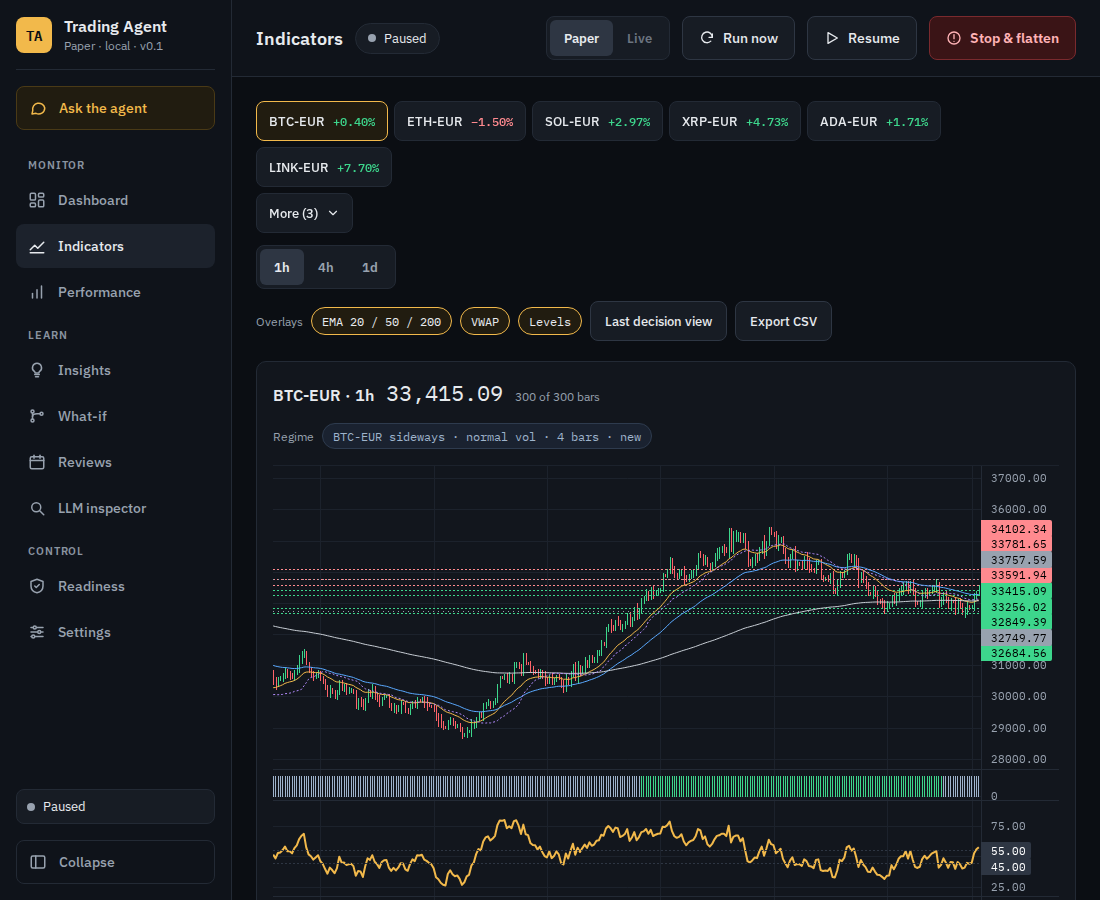 TA
Trading Agent
Paper · local · v0.1
Ask the agent
MONITOR
Dashboard
Indicators
Performance
LEARN
Insights
What-if
Reviews
LLM inspector
CONTROL
Readiness
Settings
Paused
Collapse
Indicators
Paused
Paper Live
Run now
Resume
Stop & flatten
BTC-EUR +0.40%
ETH-EUR −1.50%
SOL-EUR +2.97%
XRP-EUR +4.73%
ADA-EUR +1.71%
LINK-EUR +7.70%
More (3)
1h 4h 1d
Overlays EMA 20 / 50 / 200 VWAP Levels Last decision view Export CSV
BTC-EUR · 1h 33,415.09 300 of 300 bars
Regime BTC-EUR sideways · normal vol · 4 bars · new
37000.00
36000.00
34102.34
33781.65
33757.59
33591.94
33415.09
33256.02
32849.39
32749.77
32684.56
31000.00
30000.00
29000.00
28000.00
0
75.00
55.00
45.00
25.00